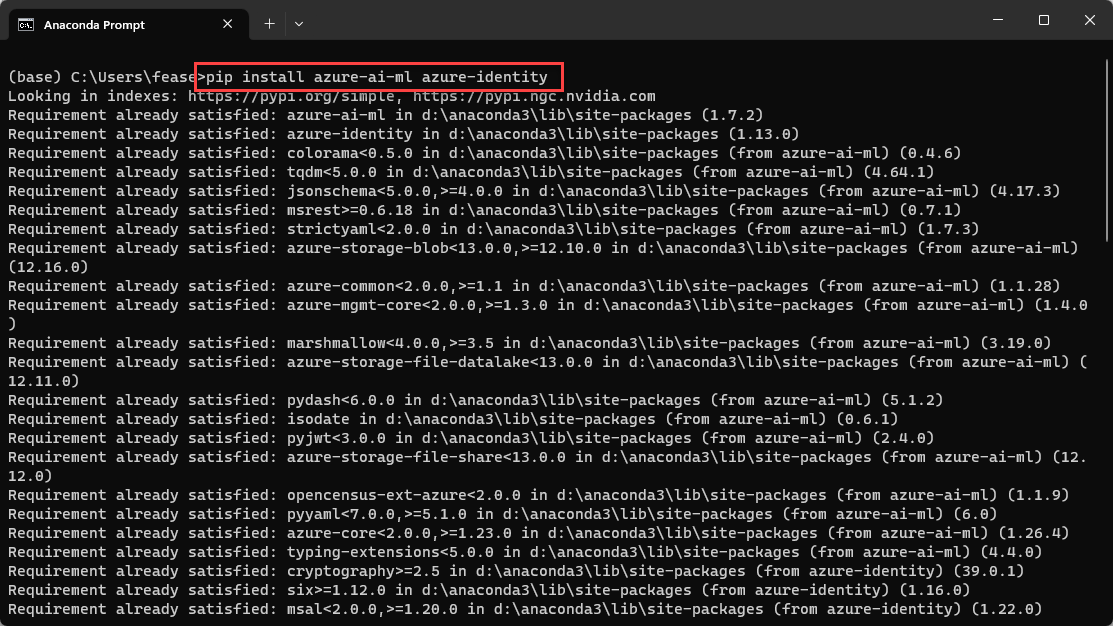 Anaconda Prompt
(base) C:\Users\fease>pip install azure-ai-ml azure-identity
Looking in indexes: https://pypi.org/simple, https://pypi.ngc.nvidia.com
Requirement already satisfied: azure-ai-ml in d:\anaconda3\lib\site-packages (1.7.2)
Requirement already satisfied: azure-identity in d:\anaconda3\lib\site-packages (1.13.0)
Requirement already satisfied: colorama<0.5.0 in d:\anaconda3\lib\site-packages (from azure-ai-ml) (0.4.6)
Requirement already satisfied: tqdm<5.0.0 in d:\anaconda3\lib\site-packages (from azure-ai-ml) (4.64.1)
Requirement already satisfied: jsonschema<5.0.0,>=4.0.0 in d:\anaconda3\lib\site-packages (from azure-ai-ml) (4.17.3)
Requirement already satisfied: msrest>=0.6.18 in d:\anaconda3\lib\site-packages (from azure-ai-ml) (0.7.1)
Requirement already satisfied: strictyaml<2.0.0 in d:\anaconda3\lib\site-packages (from azure-ai-ml) (1.7.3)
Requirement already satisfied: azure-storage-blob<13.0.0,>=12.10.0 in d:\anaconda3\lib\site-packages (from azure-ai-ml)
(12.16.0)
Requirement already satisfied: azure-common<2.0.0,>=1.1 in d:\anaconda3\lib\site-packages (from azure-ai-ml) (1.1.28)
Requirement already satisfied: azure-mgmt-core<2.0.0,>=1.3.0 in d:\anaconda3\lib\site-packages (from azure-ai-ml) (1.4.0
)
Requirement already satisfied: marshmallow<4.0.0,>=3.5 in d:\anaconda3\lib\site-packages (from azure-ai-ml) (3.19.0)
Requirement already satisfied: azure-storage-file-datalake<13.0.0 in d:\anaconda3\lib\site-packages (from azure-ai-ml) (
12.11.0)
Requirement already satisfied: pydash<6.0.0 in d:\anaconda3\lib\site-packages (from azure-ai-ml) (5.1.2)
Requirement already satisfied: isodate in d:\anaconda3\lib\site-packages (from azure-ai-ml) (0.6.1)
Requirement already satisfied: pyjwt<3.0.0 in d:\anaconda3\lib\site-packages (from azure-ai-ml) (2.4.0)
Requirement already satisfied: azure-storage-file-share<13.0.0 in d:\anaconda3\lib\site-packages (from azure-ai-ml) (12.
12.0)
Requirement already satisfied: opencensus-ext-azure<2.0.0 in d:\anaconda3\lib\site-packages (from azure-ai-ml) (1.1.9)
Requirement already satisfied: pyyaml<7.0.0,>=5.1.0 in d:\anaconda3\lib\site-packages (from azure-ai-ml) (6.0)
Requirement already satisfied: azure-core<2.0.0,>=1.23.0 in d:\anaconda3\lib\site-packages (from azure-ai-ml) (1.26.4)
Requirement already satisfied: typing-extensions<5.0.0 in d:\anaconda3\lib\site-packages (from azure-ai-ml) (4.4.0)
Requirement already satisfied: cryptography>=2.5 in d:\anaconda3\lib\site-packages (from azure-identity) (39.0.1)
Requirement already satisfied: six>=1.12.0 in d:\anaconda3\lib\site-packages (from azure-identity) (1.16.0)
Requirement already satisfied: msal<2.0.0,>=1.20.0 in d:\anaconda3\lib\site-packages (from azure-identity) (1.22.0)